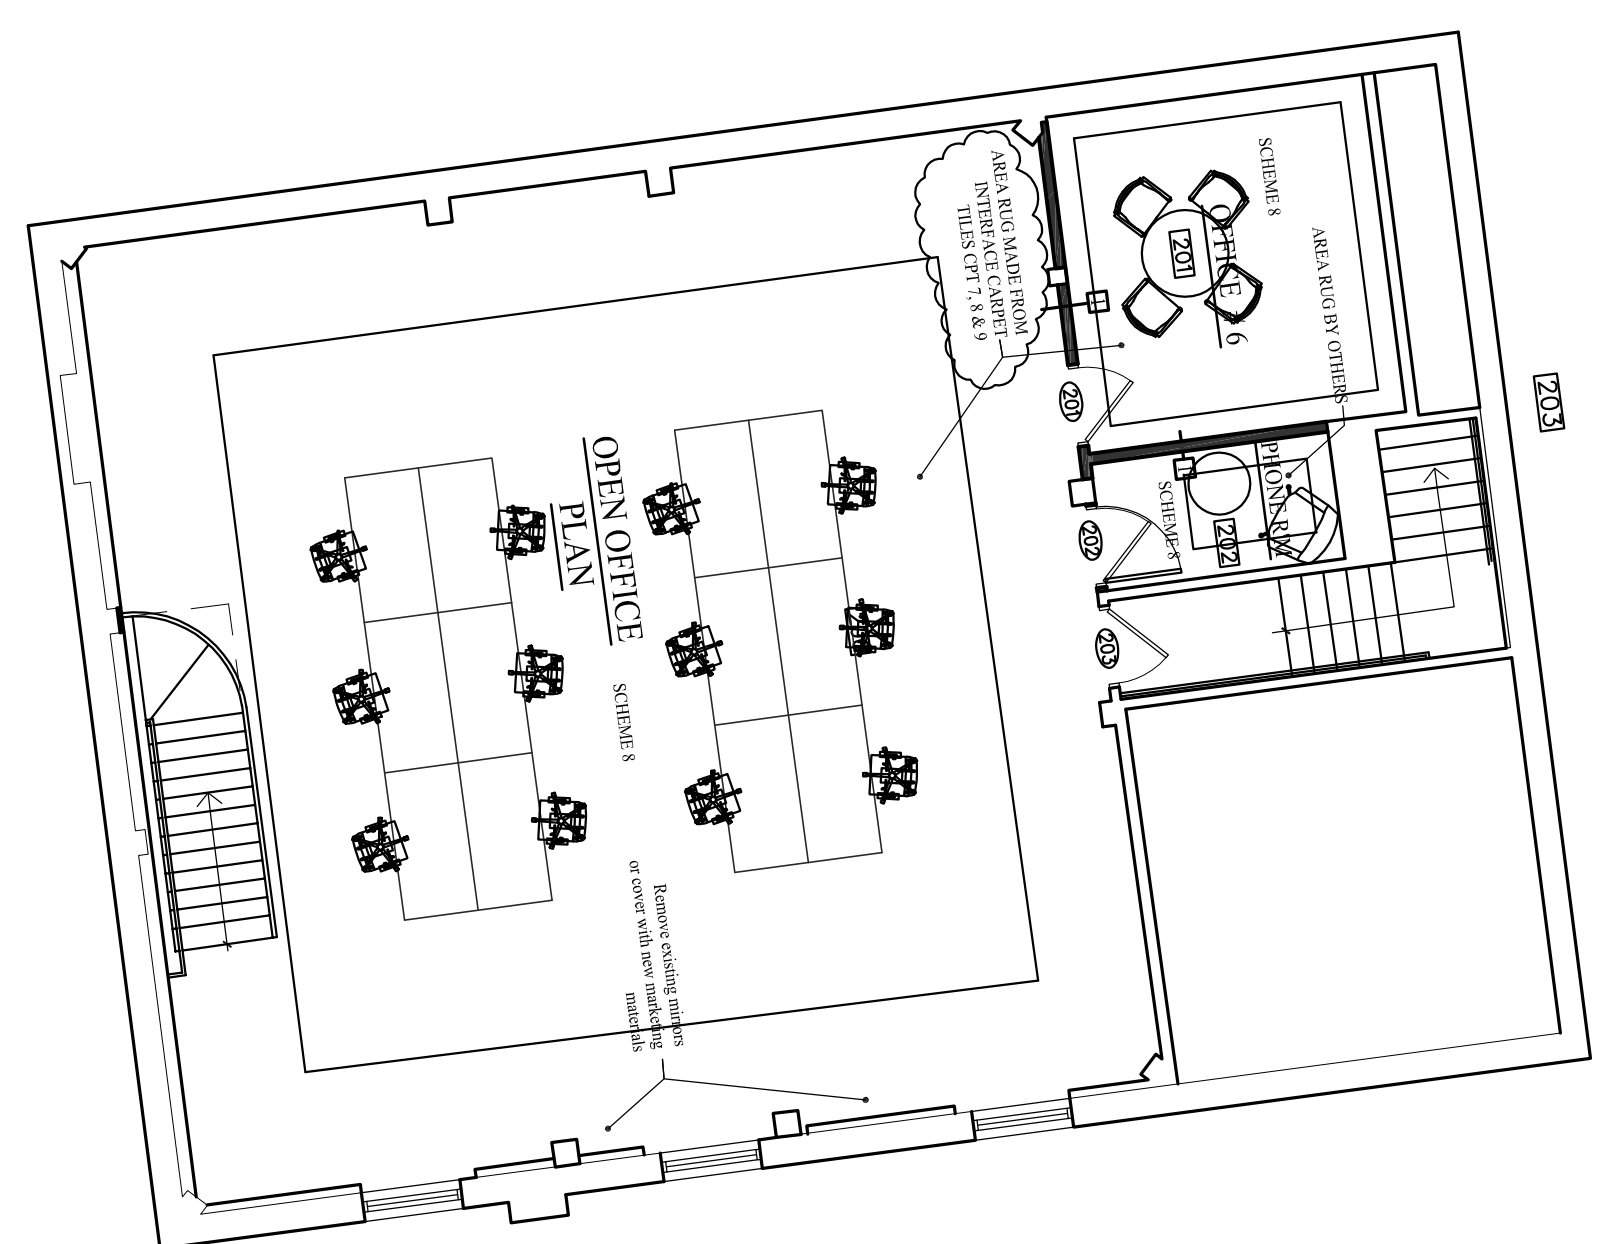 AREA RUG MADE FROM
INTERFACE CARPET
TILES CPT 7, 8 & 9
SCHEME 8
OFFICE # 6
201
1
AREA RUG BY OTHERS
203
201
PHONE RM
1
SCHEME 8
202
202
203
OPEN OFFICE
PLAN
SCHEME 8
Remove existing mirrors
or cover with new marketing
materials